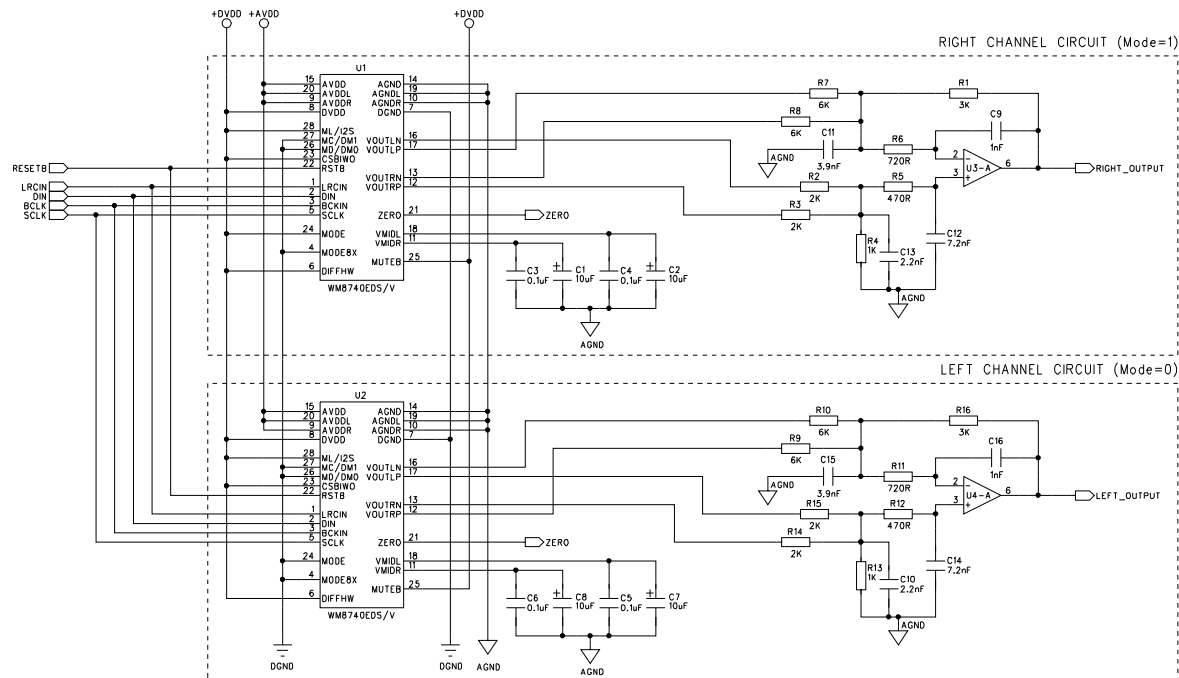 +DVDD +AVDD +DVDD
RIGHT CHANNEL CIRCUIT (Mode=1)
U1
15 AVDD AGND 14
20 AVDDL AGNDL 19
9 AVDDR AGNDR 10
8 DVDD DGND 7
28 ML/I2S
27 MC/DM1 VOUTLN 16
26 MD/DM0 VOUTLP 17
23 CSBIWO
22 RSTB
VOUTRN 13
VOUTRP 12
1 LRCIN
2 DIN
3 BCKIN
5 SCLK ZERO 21
24 MODE VMIDL 18
VMIDR 11
4 MODE8X
MUTEB 25
6 DIFFHW
WM8740EDS/V
RESETB
LRCIN
DIN
BCLK
SCLK
ZERO
C3
0.1uF
+
C1
10uF
C4
0.1uF
+
C2
10uF
AGND
R7
6K
R1
3K
R8
6K
C11
3.9nF
AGND
R6
720R
C9
1nF
2 -
3 +
U3-A
6
RIGHT_OUTPUT
R2
2K
R5
470R
R3
2K
R4
1K
C13
2.2nF
C12
7.2nF
AGND
LEFT CHANNEL CIRCUIT (Mode=0)
U2
15 AVDD AGND 14
20 AVDDL AGNDL 19
9 AVDDR AGNDR 10
8 DVDD DGND 7
28 ML/I2S
27 MC/DM1 VOUTLN 16
26 MD/DM0 VOUTLP 17
23 CSBIWO
22 RSTB
VOUTRN 13
VOUTRP 12
1 LRCIN
2 DIN
3 BCKIN
5 SCLK ZERO 21
24 MODE VMIDL 18
VMIDR 11
4 MODE8X
MUTEB 25
6 DIFFHW
WM8740EDS/V
ZERO
C6
0.1uF
+
C8
10uF
C5
0.1uF
+
C7
10uF
AGND
R10
6K
R16
3K
R9
6K
C15
3.9nF
AGND
R11
720R
C16
1nF
2 -
3 +
U4-A
6
LEFT_OUTPUT
R15
2K
R12
470R
R14
2K
R13
1K
C10
2.2nF
C14
7.2nF
AGND
DGND
DGND
AGND